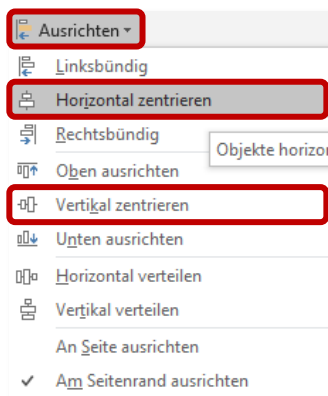 Ausrichten
Linksbündig
Horizontal zentrieren
Rechtsbündig
Objekte horizon
Oben ausrichten
Vertikal zentrieren
Unten ausrichten
Horizontal verteilen
Vertikal verteilen
An Seite ausrichten
Am Seitenrand ausrichten